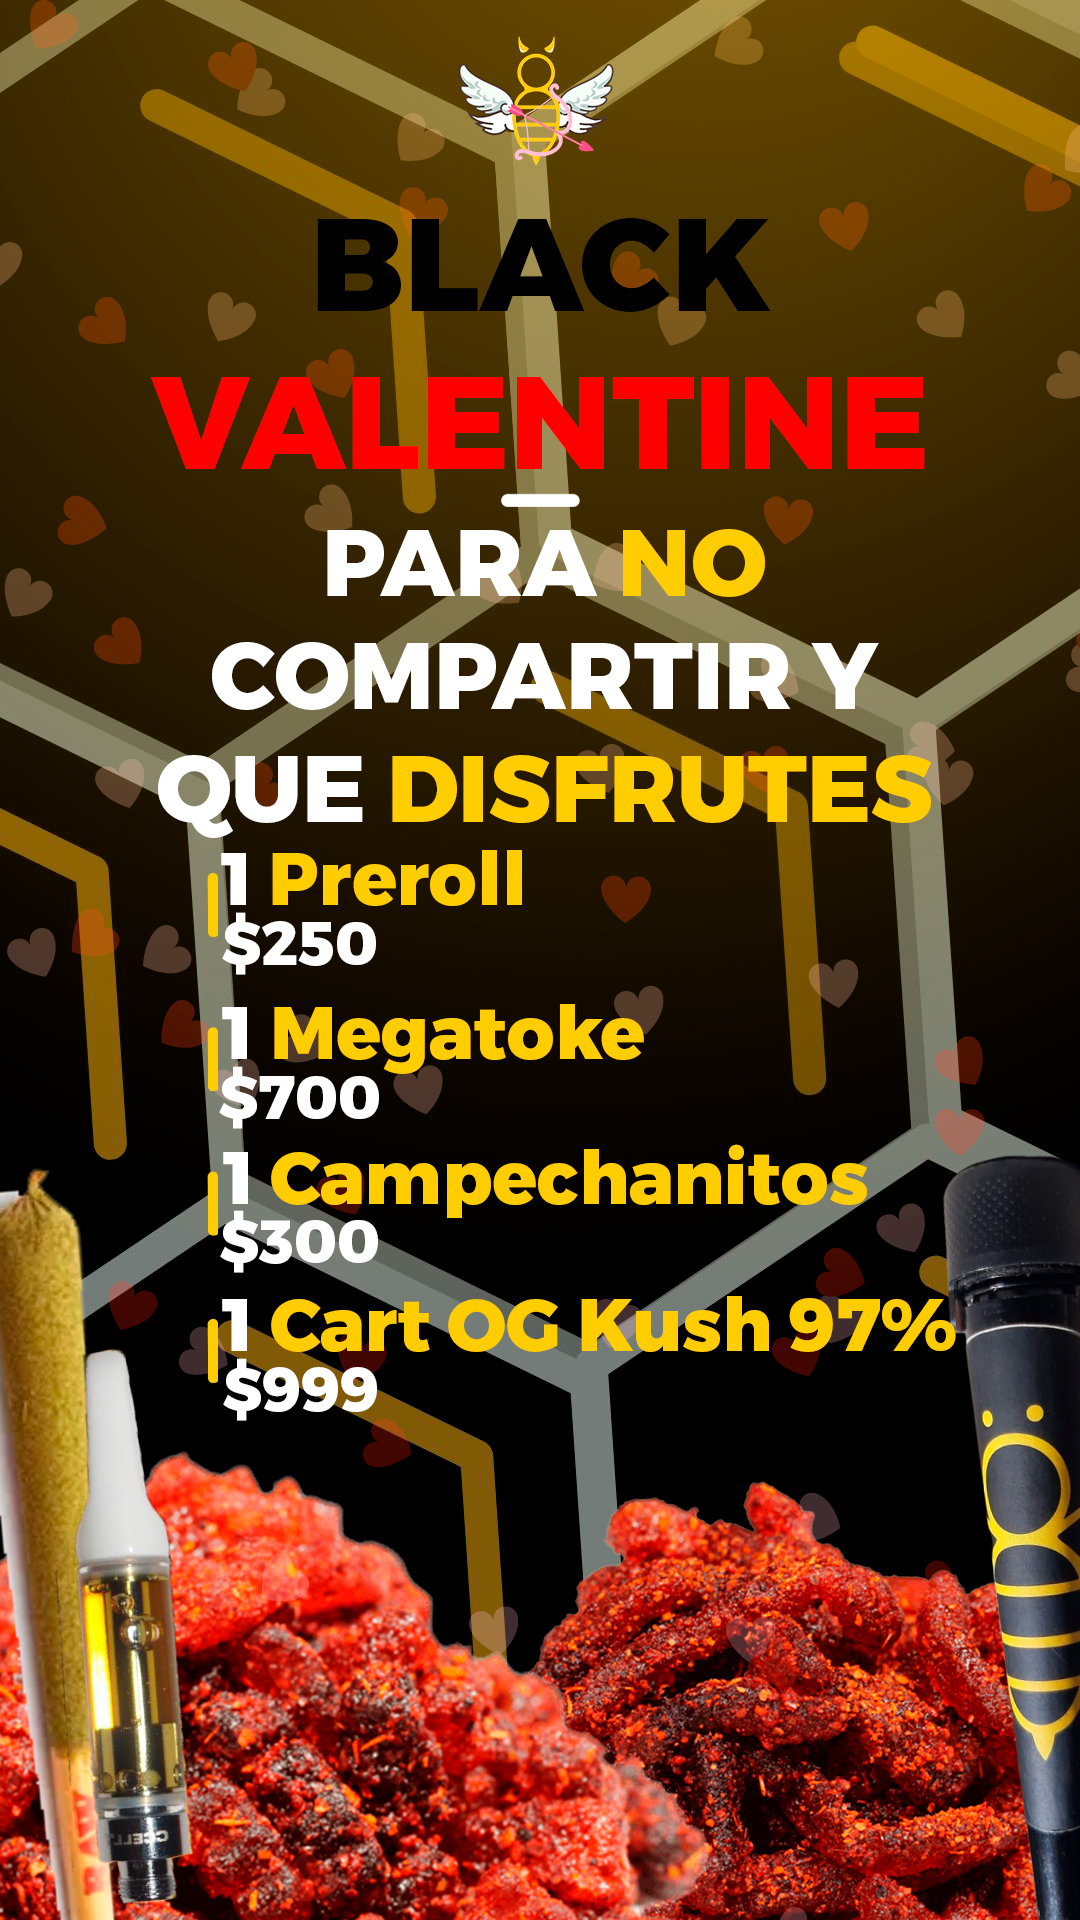 BLACK
VALENTINE
PARA NO
COMPARTIR Y
QUE DISFRUTES
1 Preroll
$250
1 Megatoke
$700
1 Campechanitos
$300
1 Cart OG Kush 97%
$999
CCELL